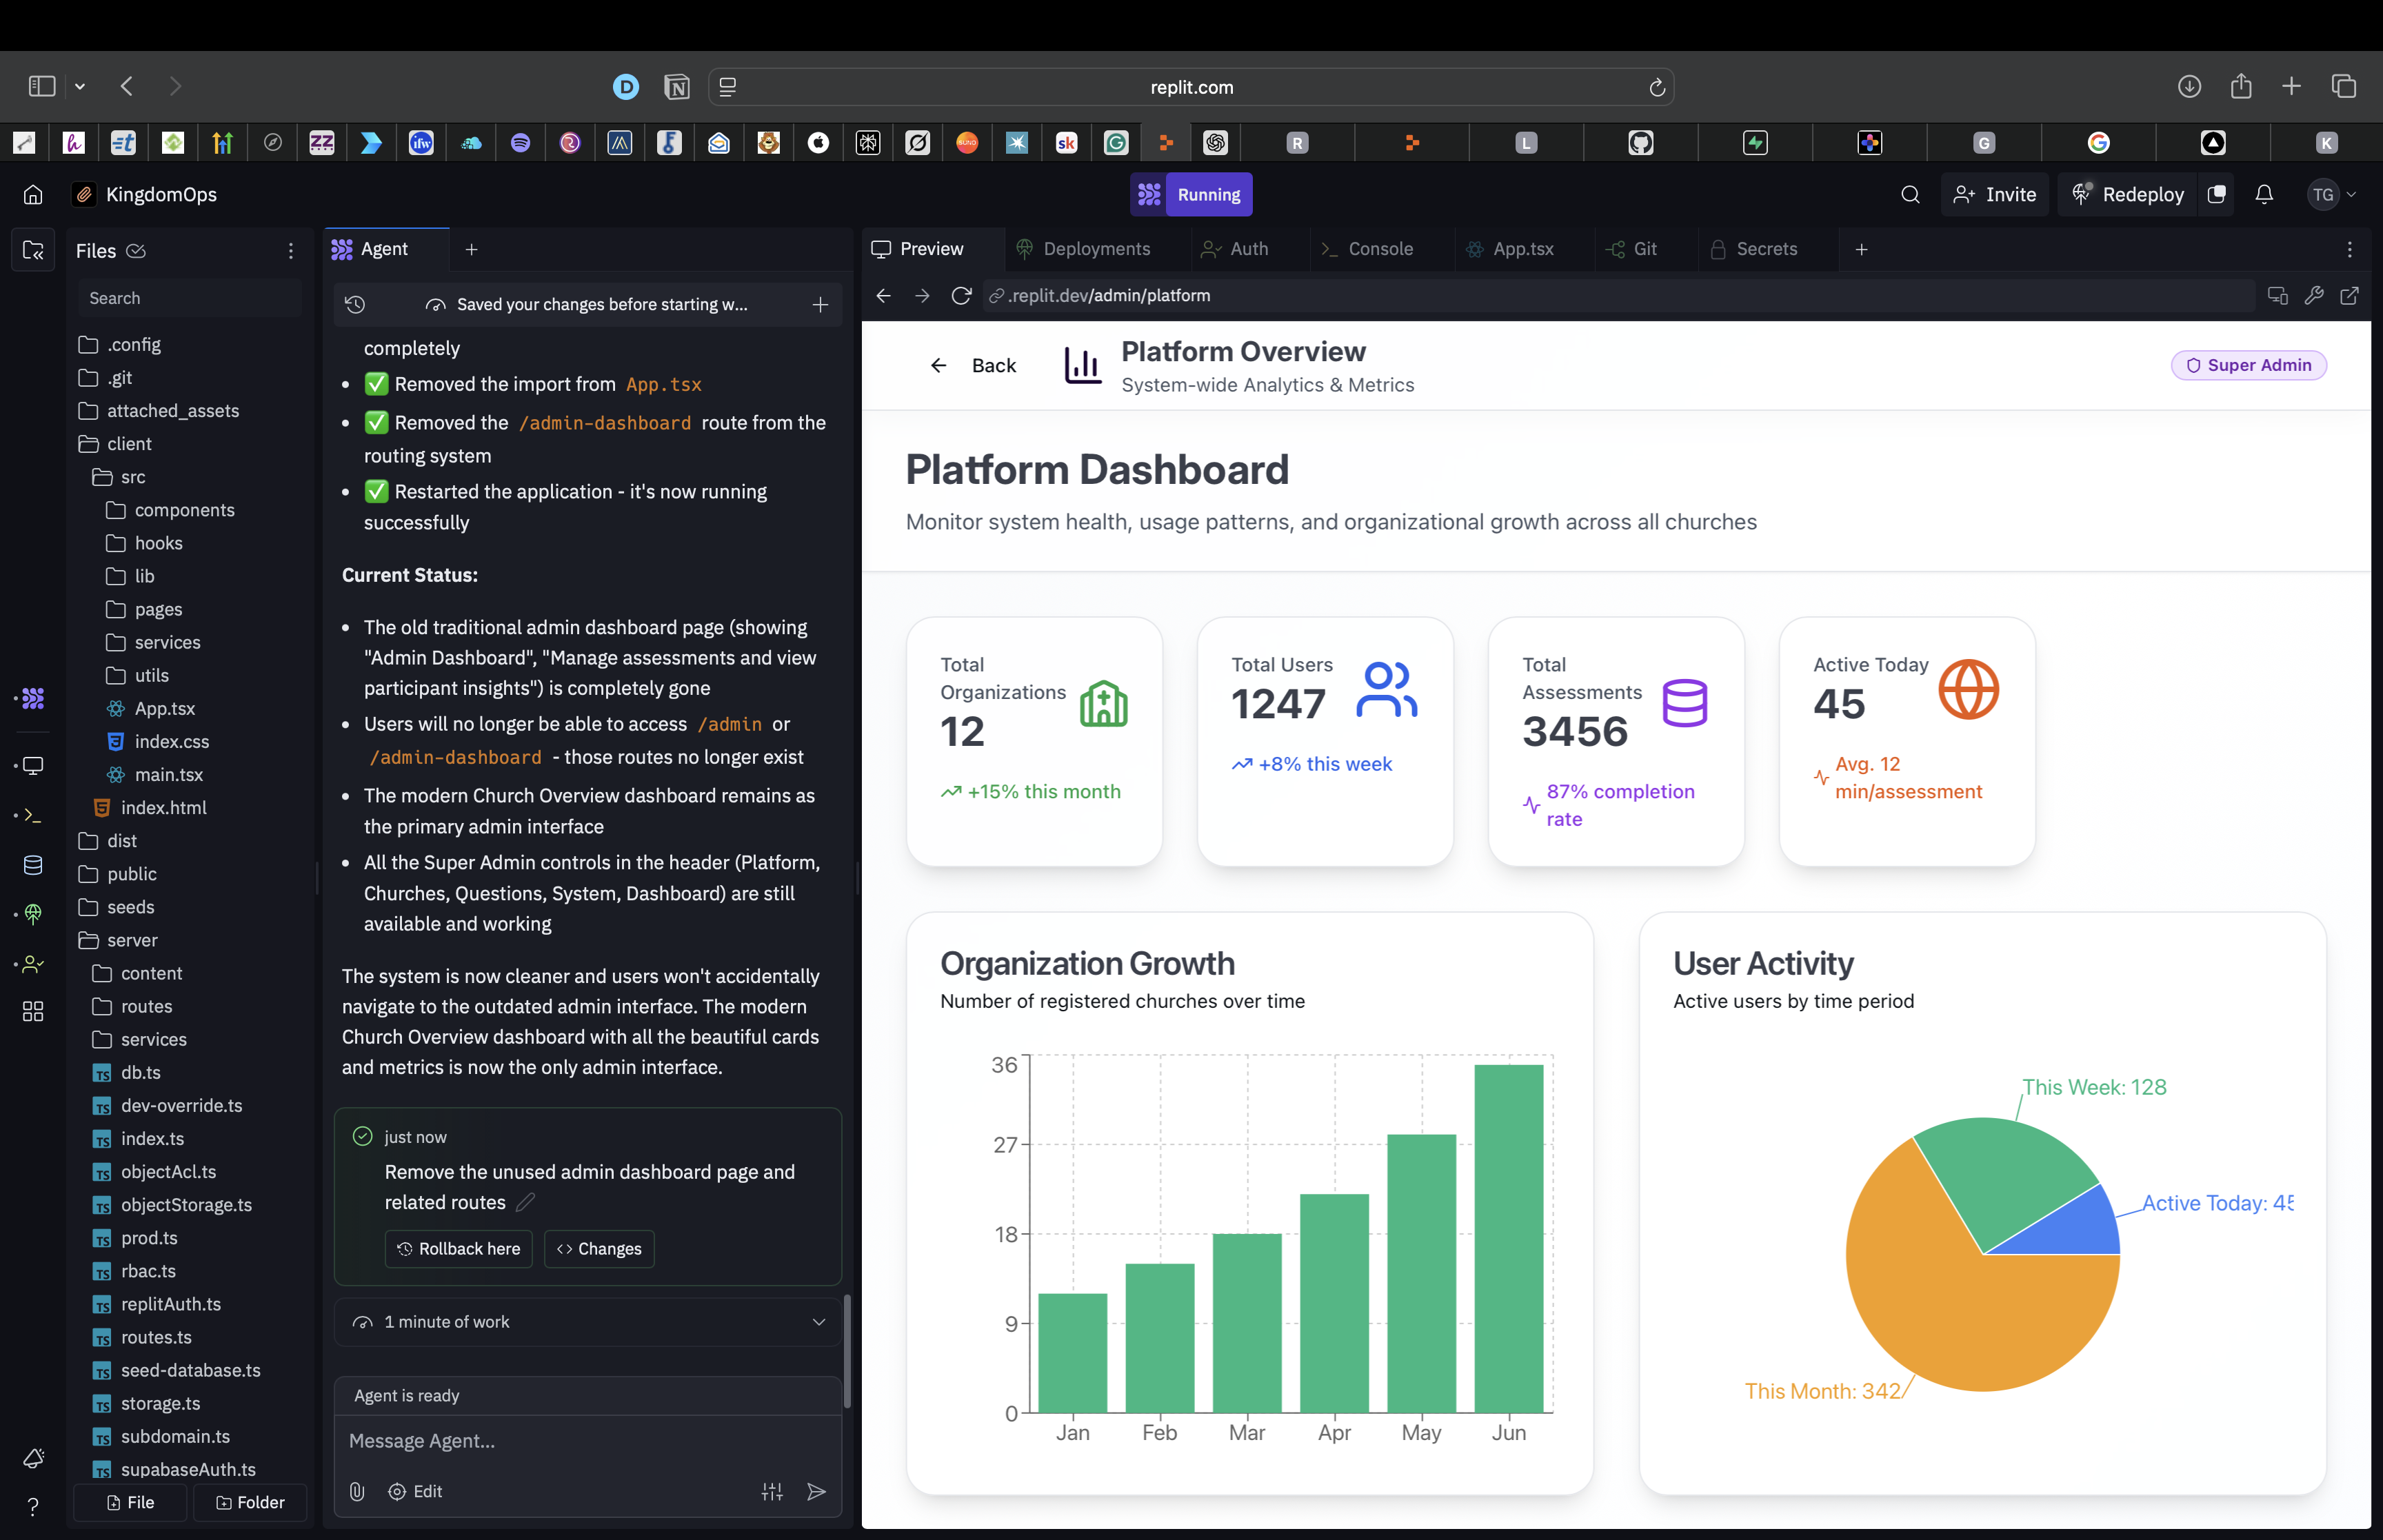 replit.com
KingdomOps
Running
Invite
Redeploy
TG
Files
Search
.config
.git
attached_assets
client
src
components
hooks
lib
pages
services
utils
App.tsx
index.css
main.tsx
index.html
dist
public
seeds
server
content
routes
services
db.ts
dev-override.ts
index.ts
objectAcl.ts
objectStorage.ts
prod.ts
rbac.ts
replitAuth.ts
routes.ts
seed-database.ts
storage.ts
subdomain.ts
supabaseAuth.ts
File
Folder
Agent
Saved your changes before starting w...
completely
✅ Removed the import from App.tsx
✅ Removed the /admin-dashboard route from the
routing system
✅ Restarted the application - it's now running
successfully
Current Status:
The old traditional admin dashboard page (showing
"Admin Dashboard", "Manage assessments and view
participant insights") is completely gone
Users will no longer be able to access /admin or
/admin-dashboard - those routes no longer exist
The modern Church Overview dashboard remains as
the primary admin interface
All the Super Admin controls in the header (Platform,
Churches, Questions, System, Dashboard) are still
available and working
The system is now cleaner and users won't accidentally
navigate to the outdated admin interface. The modern
Church Overview dashboard with all the beautiful cards
and metrics is now the only admin interface.
just now
Remove the unused admin dashboard page and
related routes
Rollback here
Changes
1 minute of work
Agent is ready
Message Agent...
Edit
Preview
Deployments
Auth
Console
App.tsx
Git
Secrets
.replit.dev/admin/platform
Back
Platform Overview
System-wide Analytics & Metrics
Super Admin
Platform Dashboard
Monitor system health, usage patterns, and organizational growth across all churches
Total
Organizations
12
+15% this month
Total Users
1247
+8% this week
Total
Assessments
3456
87% completion
rate
Active Today
45
Avg. 12
min/assessment
Organization Growth
Number of registered churches over time
36
27
18
9
0
Jan
Feb
Mar
Apr
May
Jun
User Activity
Active users by time period
This Week: 128
Active Today: 45
This Month: 342